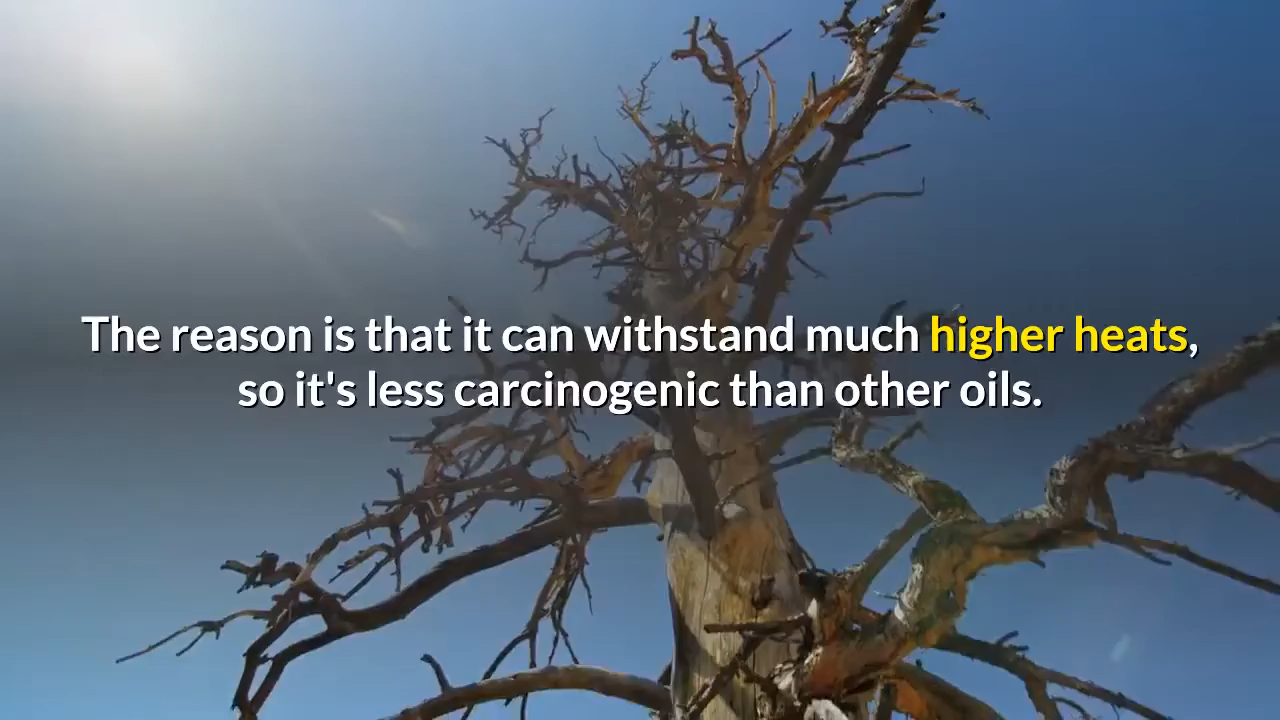 The reason is that it can withstand much higher heats,
so it's less carcinogenic than other oils.